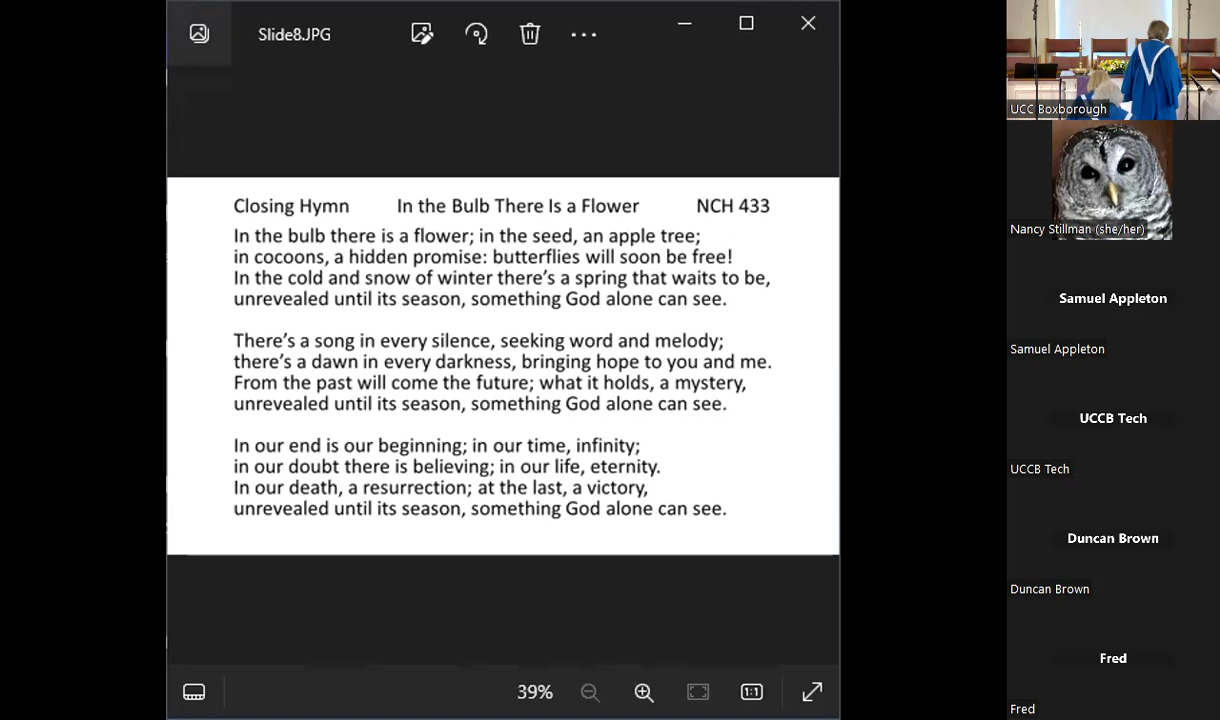 Slide8.JPG
Closing Hymn In the Bulb There Is a Flower NCH 433
In the bulb there is a flower; in the seed, an apple tree;
in cocoons, a hidden promise: butterflies will soon be free!
In the cold and snow of winter there's a spring that waits to be,
unrevealed until its season, something God alone can see.
There's a song in every silence, seeking word and melody;
there's a dawn in every darkness, bringing hope to you and me.
From the past will come the future; what it holds, a mystery,
unrevealed until its season, something God alone can see.
In our end is our beginning; in our time, infinity;
in our doubt there is believing; in our life, eternity.
In our death, a resurrection; at the last, a victory,
unrevealed until its season, something God alone can see.
39%
1:1
UCC Boxborough
Nancy Stillman (she/her)
Samuel Appleton
Samuel Appleton
UCCB Tech
UCCB Tech
Duncan Brown
Duncan Brown
Fred
Fred